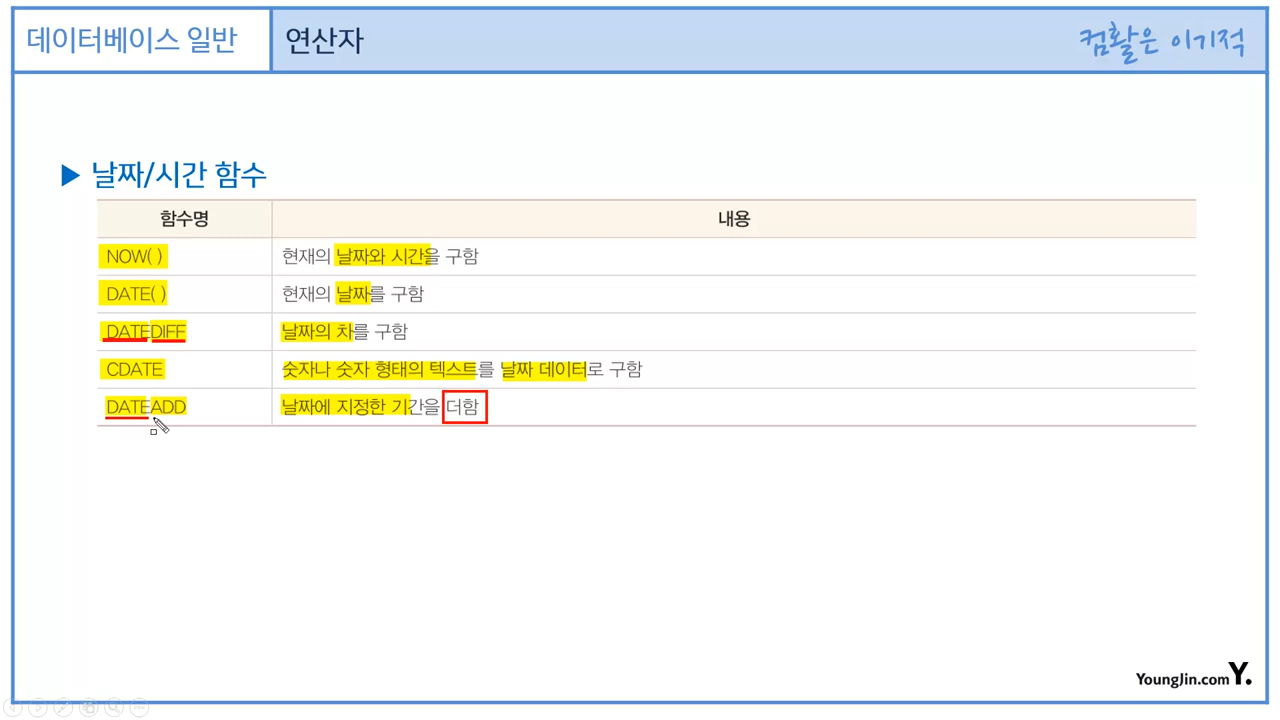 데이터베이스 일반
연산자
컴활은 이기적
▶ 날짜/시간 함수
함수명 내용
NOW( ) 현재의 날짜와 시간을 구함
DATE( ) 현재의 날짜를 구함
DATEDIFF 날짜의 차를 구함
CDATE 숫자나 숫자 형태의 텍스트를 날짜 데이터로 구함
DATEADD 날짜에 지정한 기간을 더함
YoungJin.com Y.